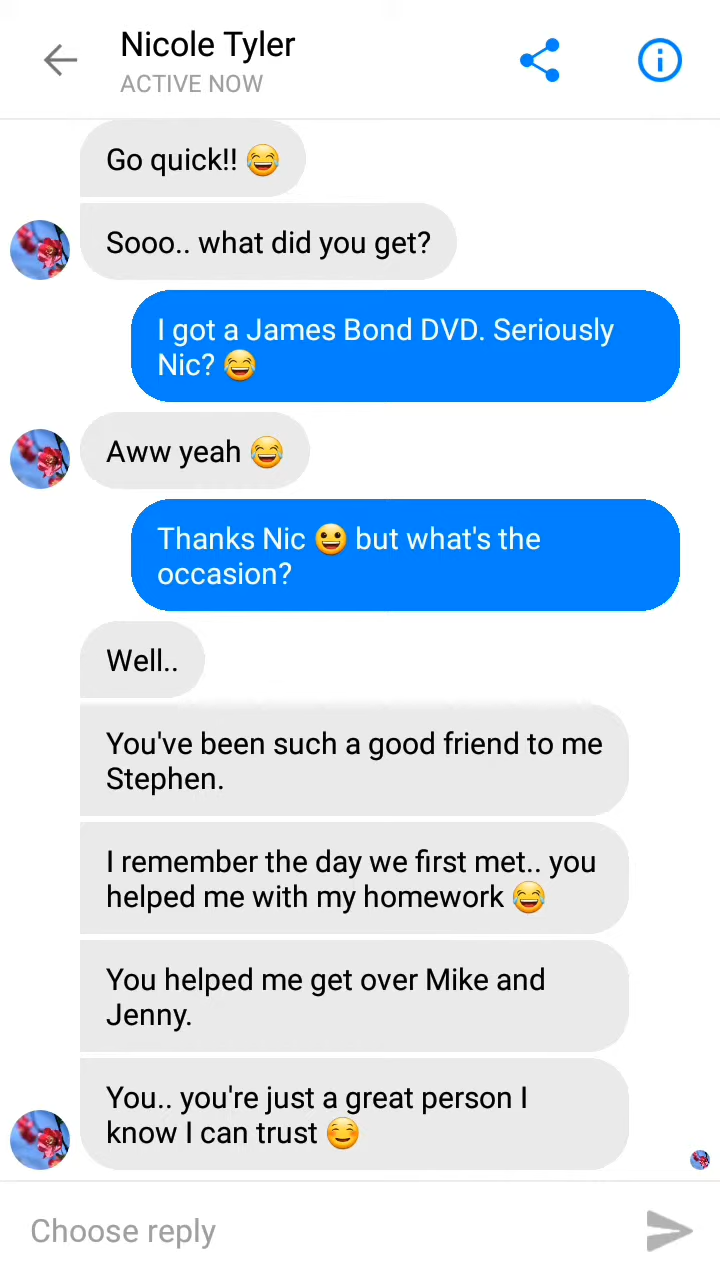 Nicole Tyler
ACTIVE NOW
Go quick!! 😂
Sooo.. what did you get?
I got a James Bond DVD. Seriously
Nic? 😂
Aww yeah 😂
Thanks Nic 😀 but what's the
occasion?
Well..
You've been such a good friend to me
Stephen.
I remember the day we first met.. you
helped me with my homework 😂
You helped me get over Mike and
Jenny.
You.. you're just a great person I
know I can trust ☺️
Choose reply